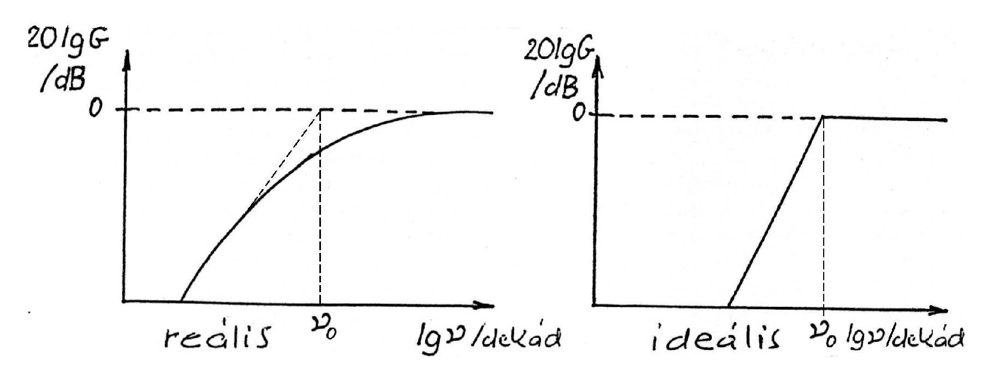 20lgG
/dB
0
ν₀
lgν/dekád
reális
20lgG
/dB
0
ν₀
lgν/dekád
ideális